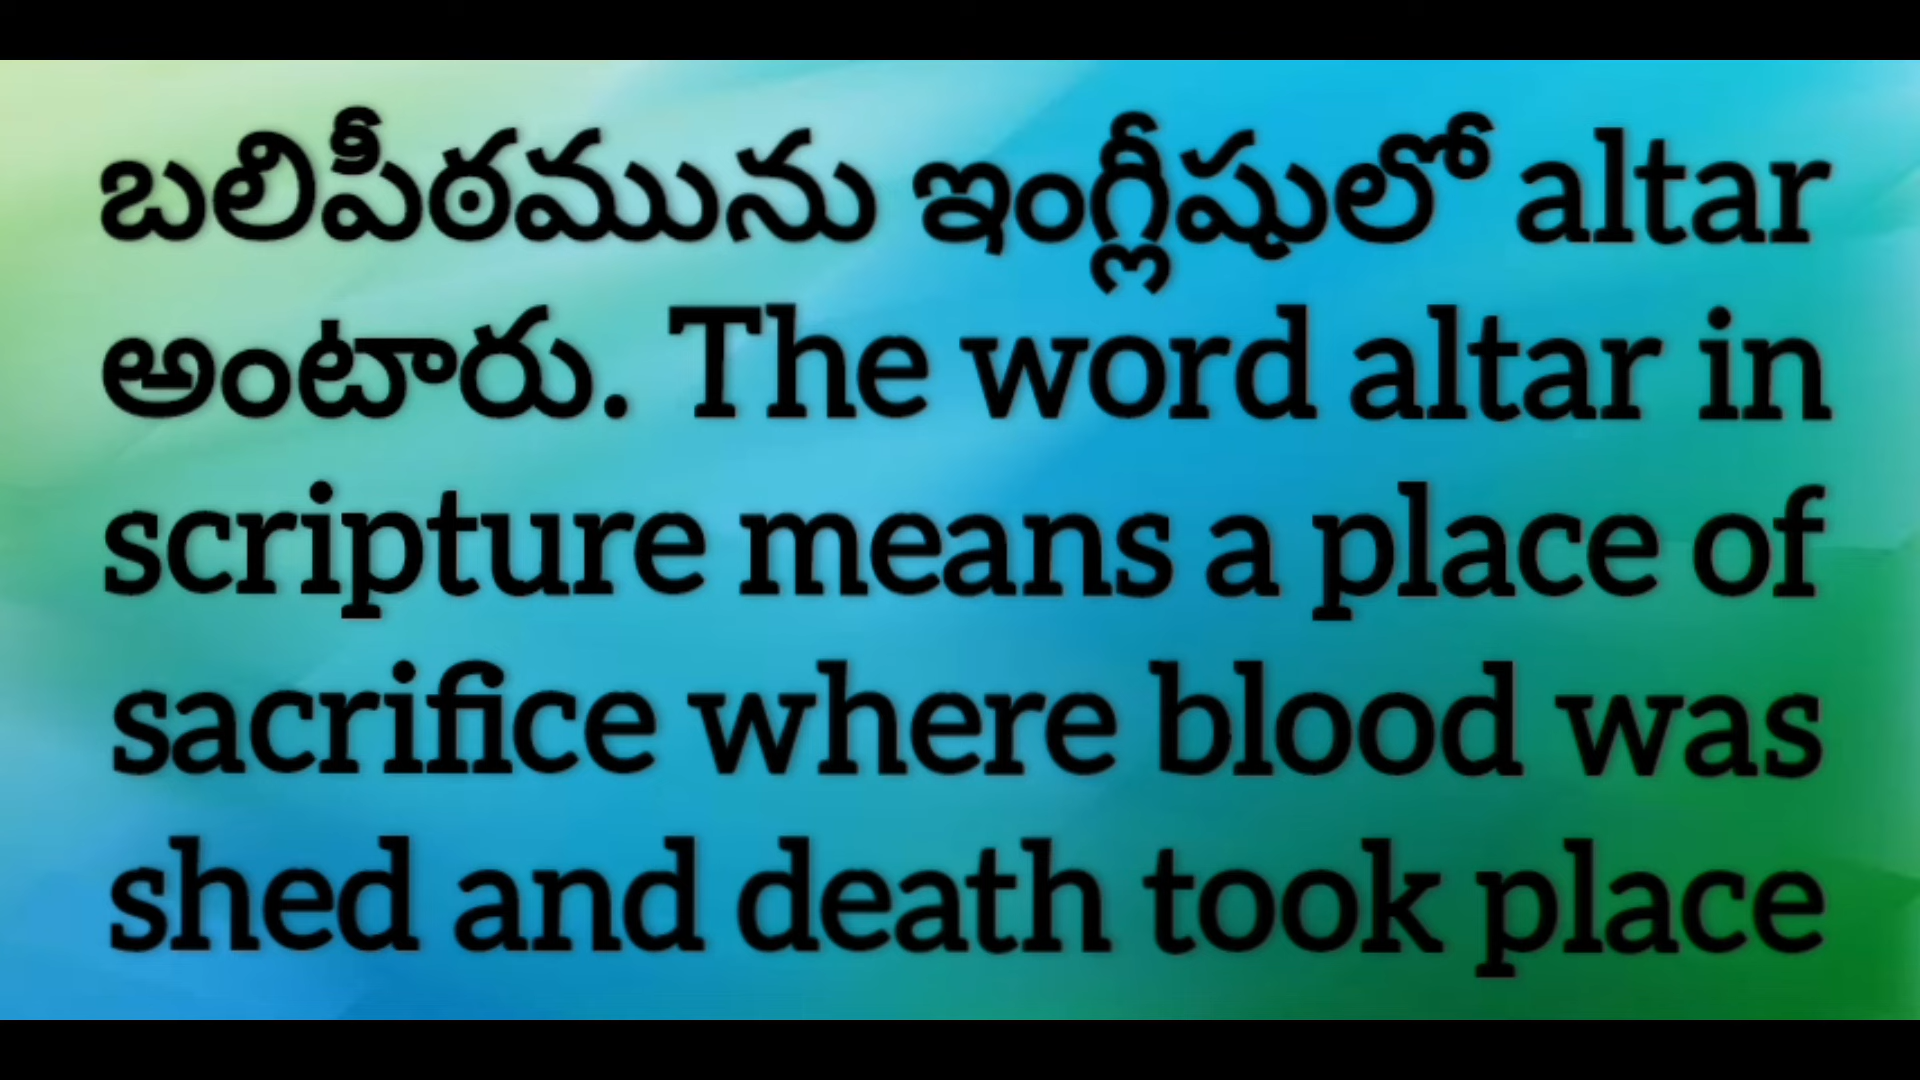 బలిపీఠమును ఇంగ్లీషులో altar
అంటారు. The word altar in
scripture means a place of
sacrifice where blood was
shed and death took place